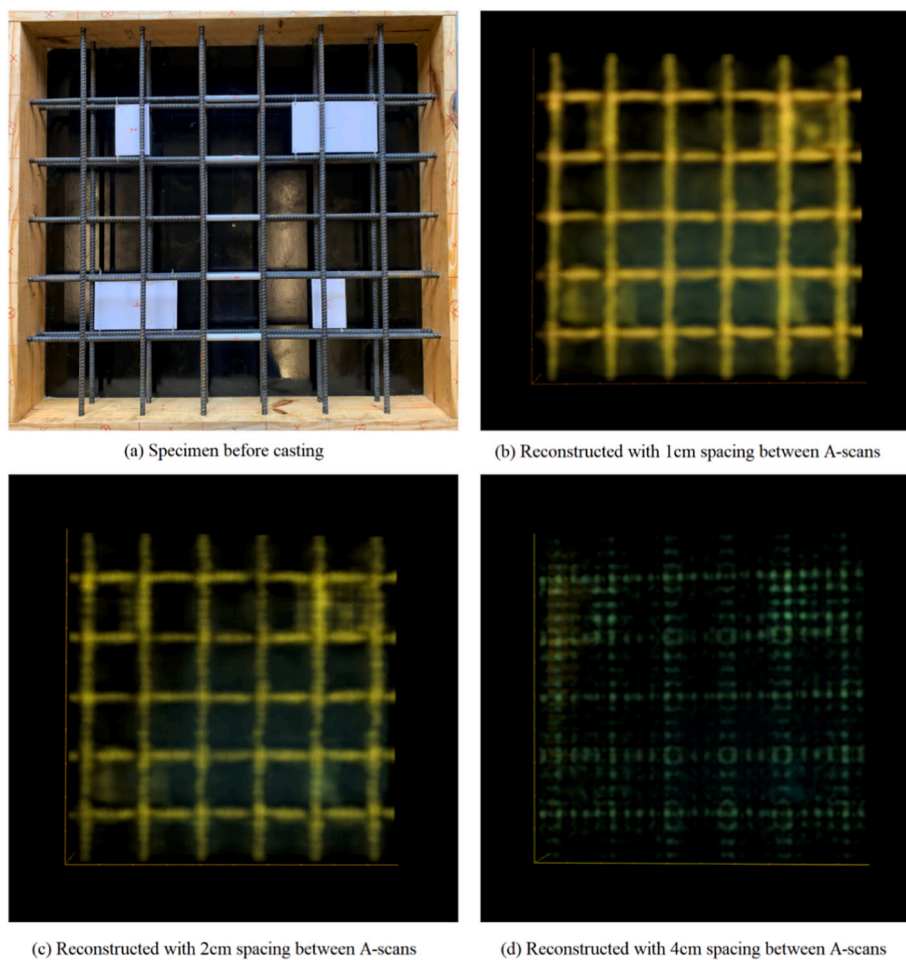 (a) Specimen before casting
(b) Reconstructed with 1cm spacing between A-scans
(c) Reconstructed with 2cm spacing between A-scans
(d) Reconstructed with 4cm spacing between A-scans